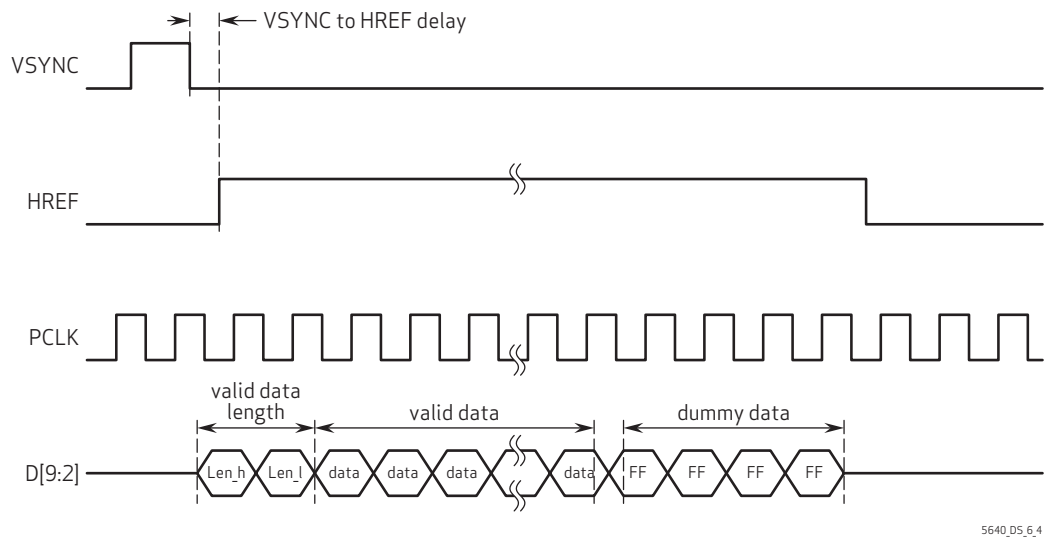 VSYNC to HREF delay
VSYNC
HREF
PCLK
valid data
length
valid data
dummy data
D[9:2]
Len_h
Len_l
data
data
data
data
FF
FF
FF
FF
5640_DS_6_4